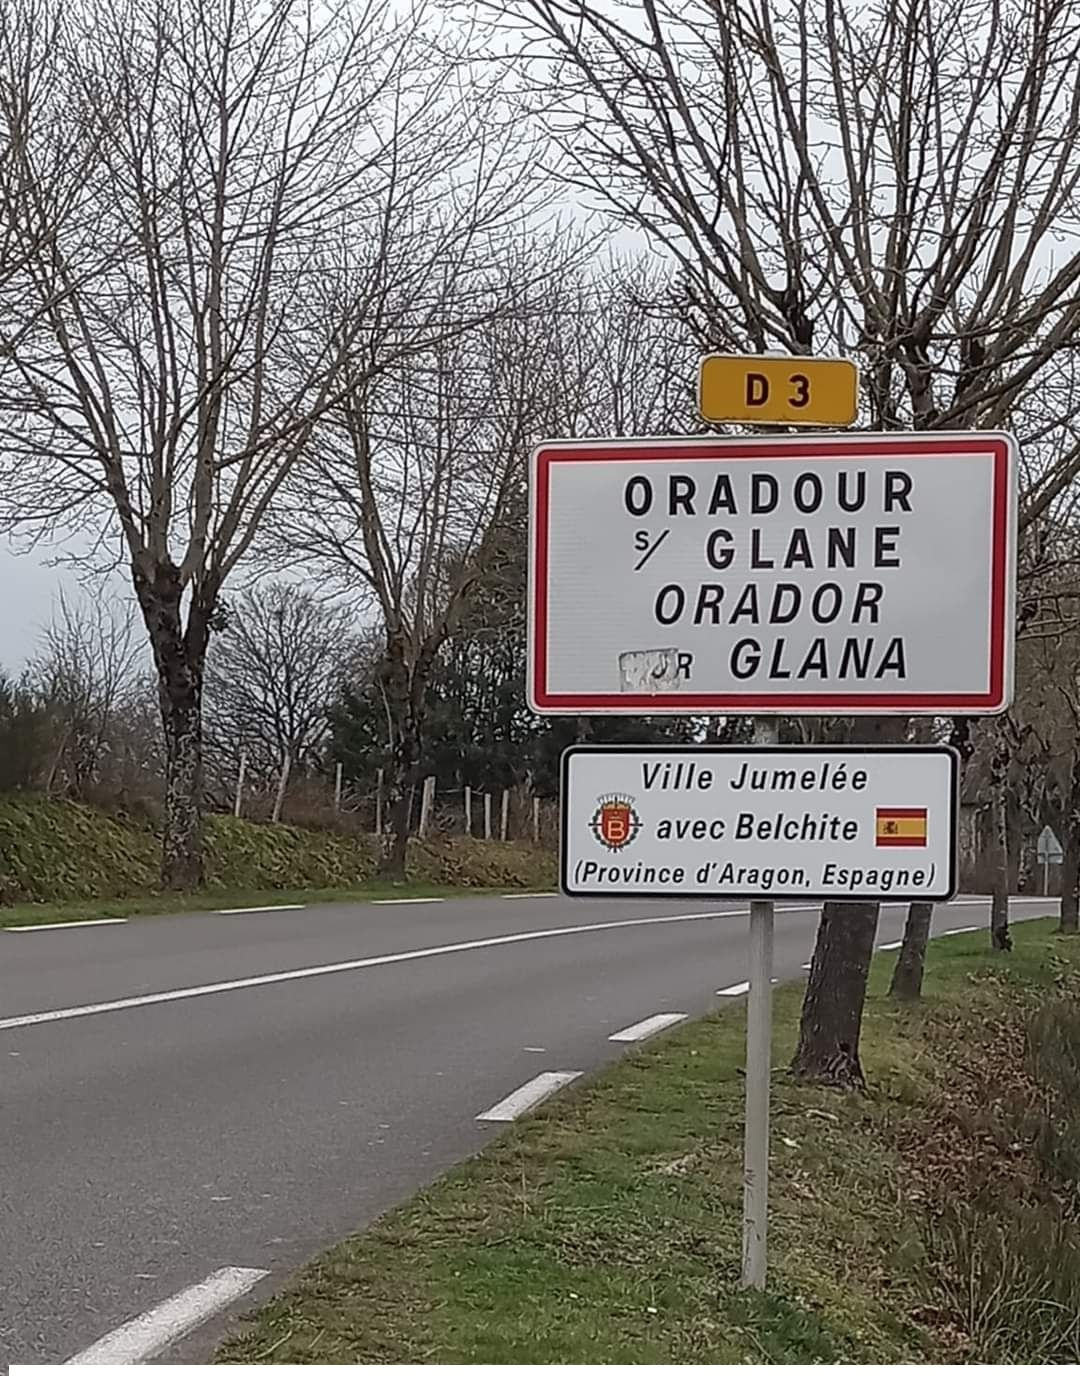 D 3
ORADOUR
s/ GLANE
ORADOR
GLANA
Ville Jumelée
B
avec Belchite
(Province d'Aragon, Espagne)